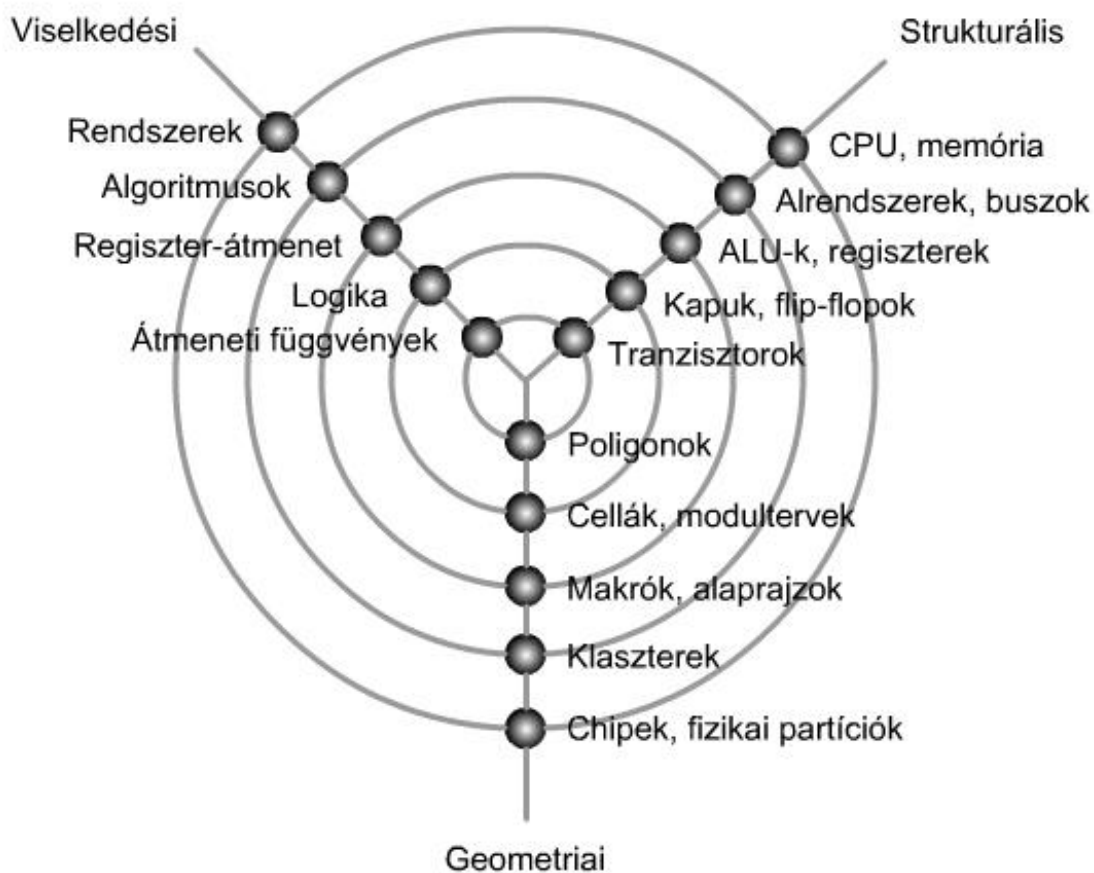 Viselkedési
Strukturális
Rendszerek
CPU, memória
Algoritmusok
Alrendszerek, buszok
Regiszter-átmenet
ALU-k, regiszterek
Logika
Kapuk, flip-flopok
Átmeneti függvények
Tranzisztorok
Poligonok
Cellák, modultervek
Makrók, alaprajzok
Klaszterek
Chipek, fizikai partíciók
Geometriai